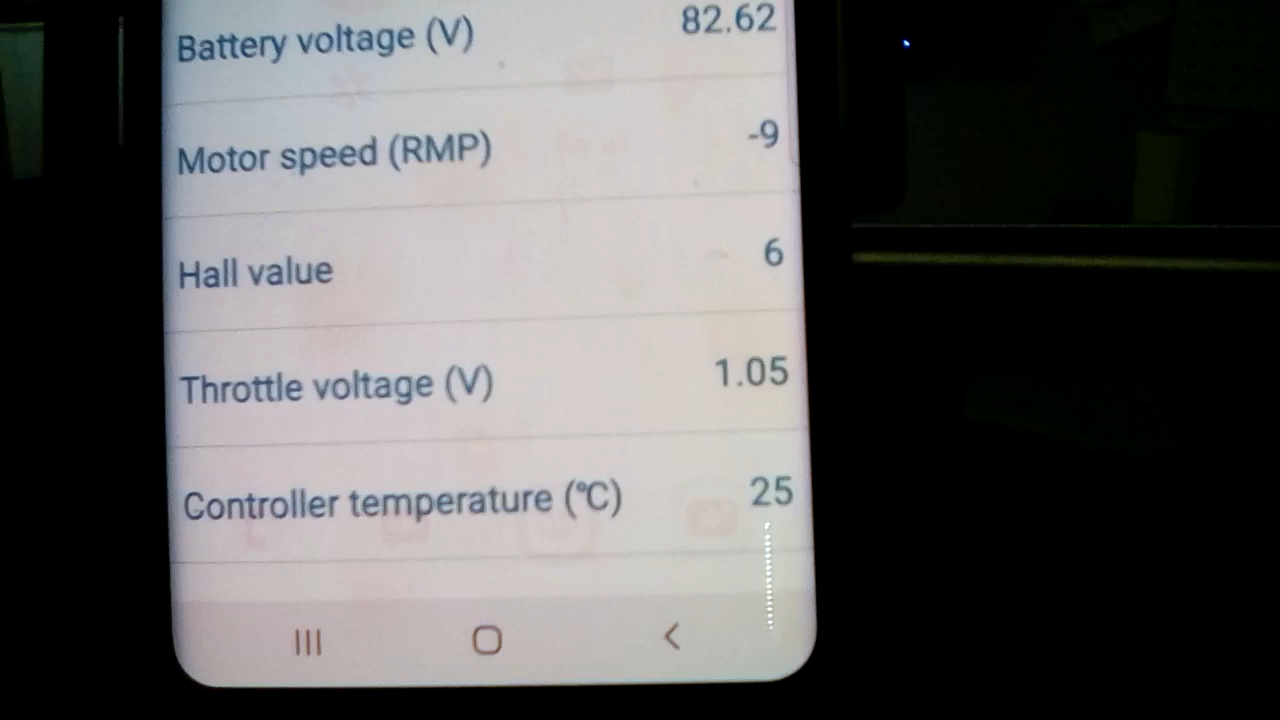 Battery voltage (V) 82.62
Motor speed (RMP) -9
Hall value 6
Throttle voltage (V) 1.05
Controller temperature (°C) 25